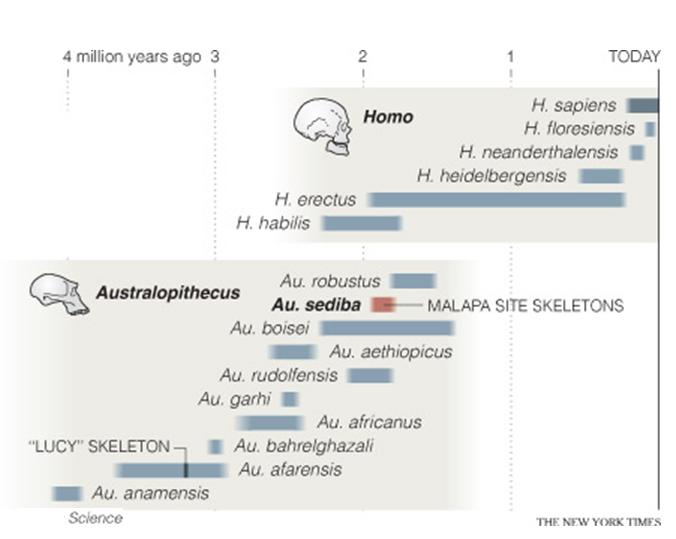 4 million years ago 3 2 1 TODAY
Homo
H. sapiens
H. floresiensis
H. neanderthalensis
H. heidelbergensis
H. erectus
H. habilis
Australopithecus
Au. robustus
Au. sediba MALAPA SITE SKELETONS
Au. boisei
Au. aethiopicus
Au. rudolfensis
Au. garhi
Au. africanus
"LUCY" SKELETON Au. bahrelghazali
Au. afarensis
Au. anamensis
Science THE NEW YORK TIMES